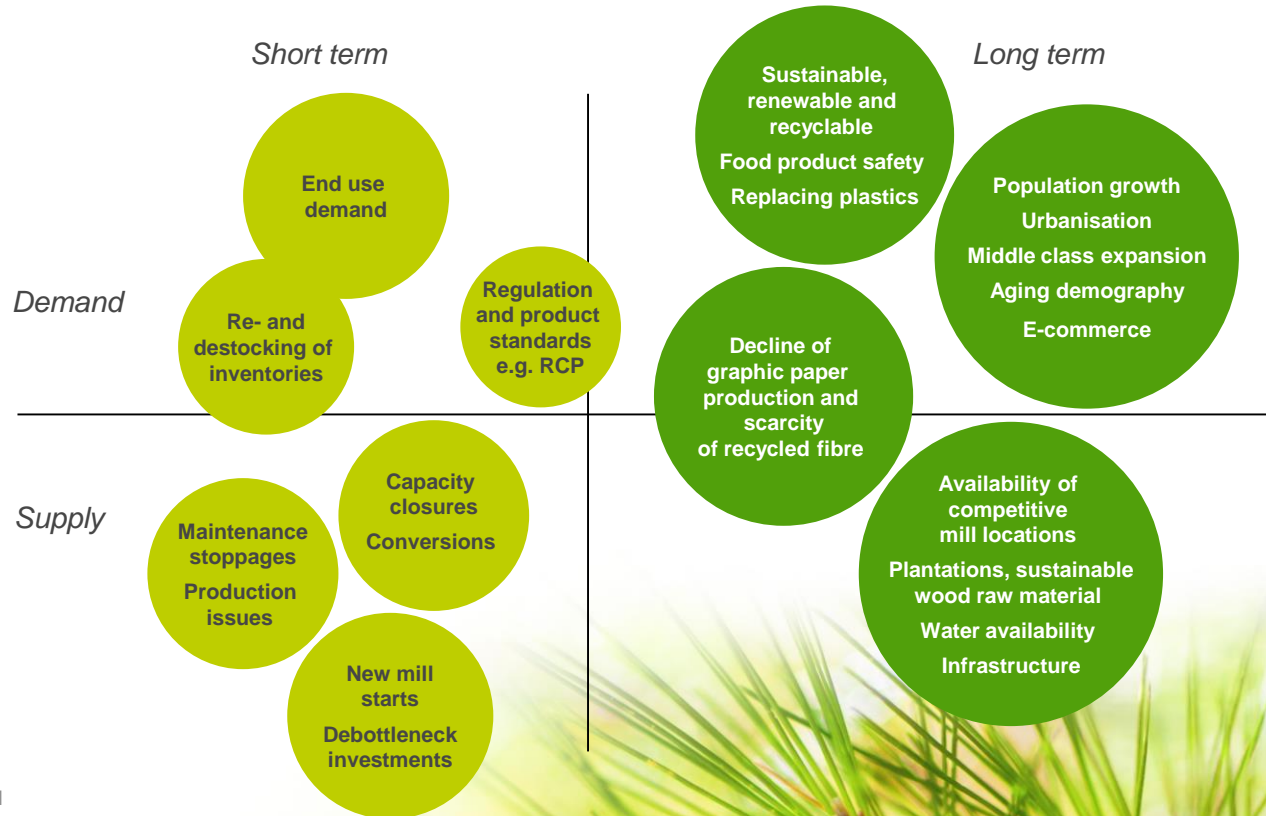 Short term
Long term
Demand
Supply
End use
demand
Re- and
destocking of
inventories
Regulation
and product
standards
e.g. RCP
Sustainable,
renewable and
recyclable
Food product safety
Replacing plastics
Population growth
Urbanisation
Middle class expansion
Aging demography
E-commerce
Decline of
graphic paper
production and
scarcity
of recycled fibre
Capacity
closures
Conversions
Maintenance
stoppages
Production
issues
New mill
starts
Debottleneck
investments
Availability of
competitive
mill locations
Plantations, sustainable
wood raw material
Water availability
Infrastructure